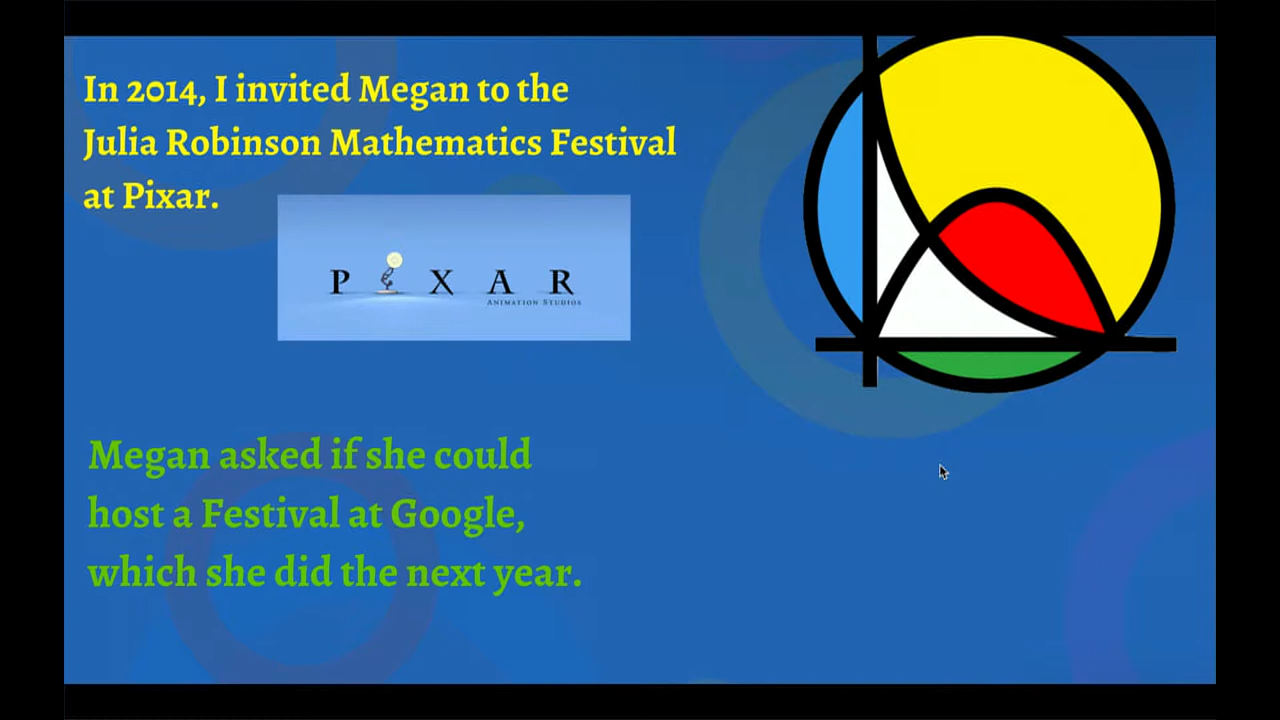 In 2014, I invited Megan to the
Julia Robinson Mathematics Festival
at Pixar.
PIXAR
ANIMATION STUDIOS
Megan asked if she could
host a Festival at Google,
which she did the next year.